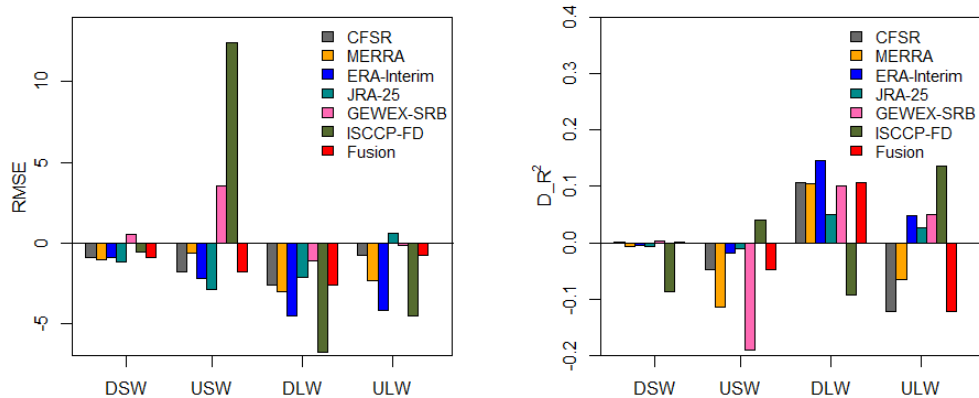 CFSR
MERRA
ERA-Interim
JRA-25
GEWEX-SRB
ISCCP-FD
Fusion
RMSE
10
5
0
-5
DSW USW DLW ULW
CFSR
MERRA
ERA-Interim
JRA-25
GEWEX-SRB
ISCCP-FD
Fusion
D_R²
0.4
0.3
0.2
0.1
0.0
-0.1
-0.2
DSW USW DLW ULW